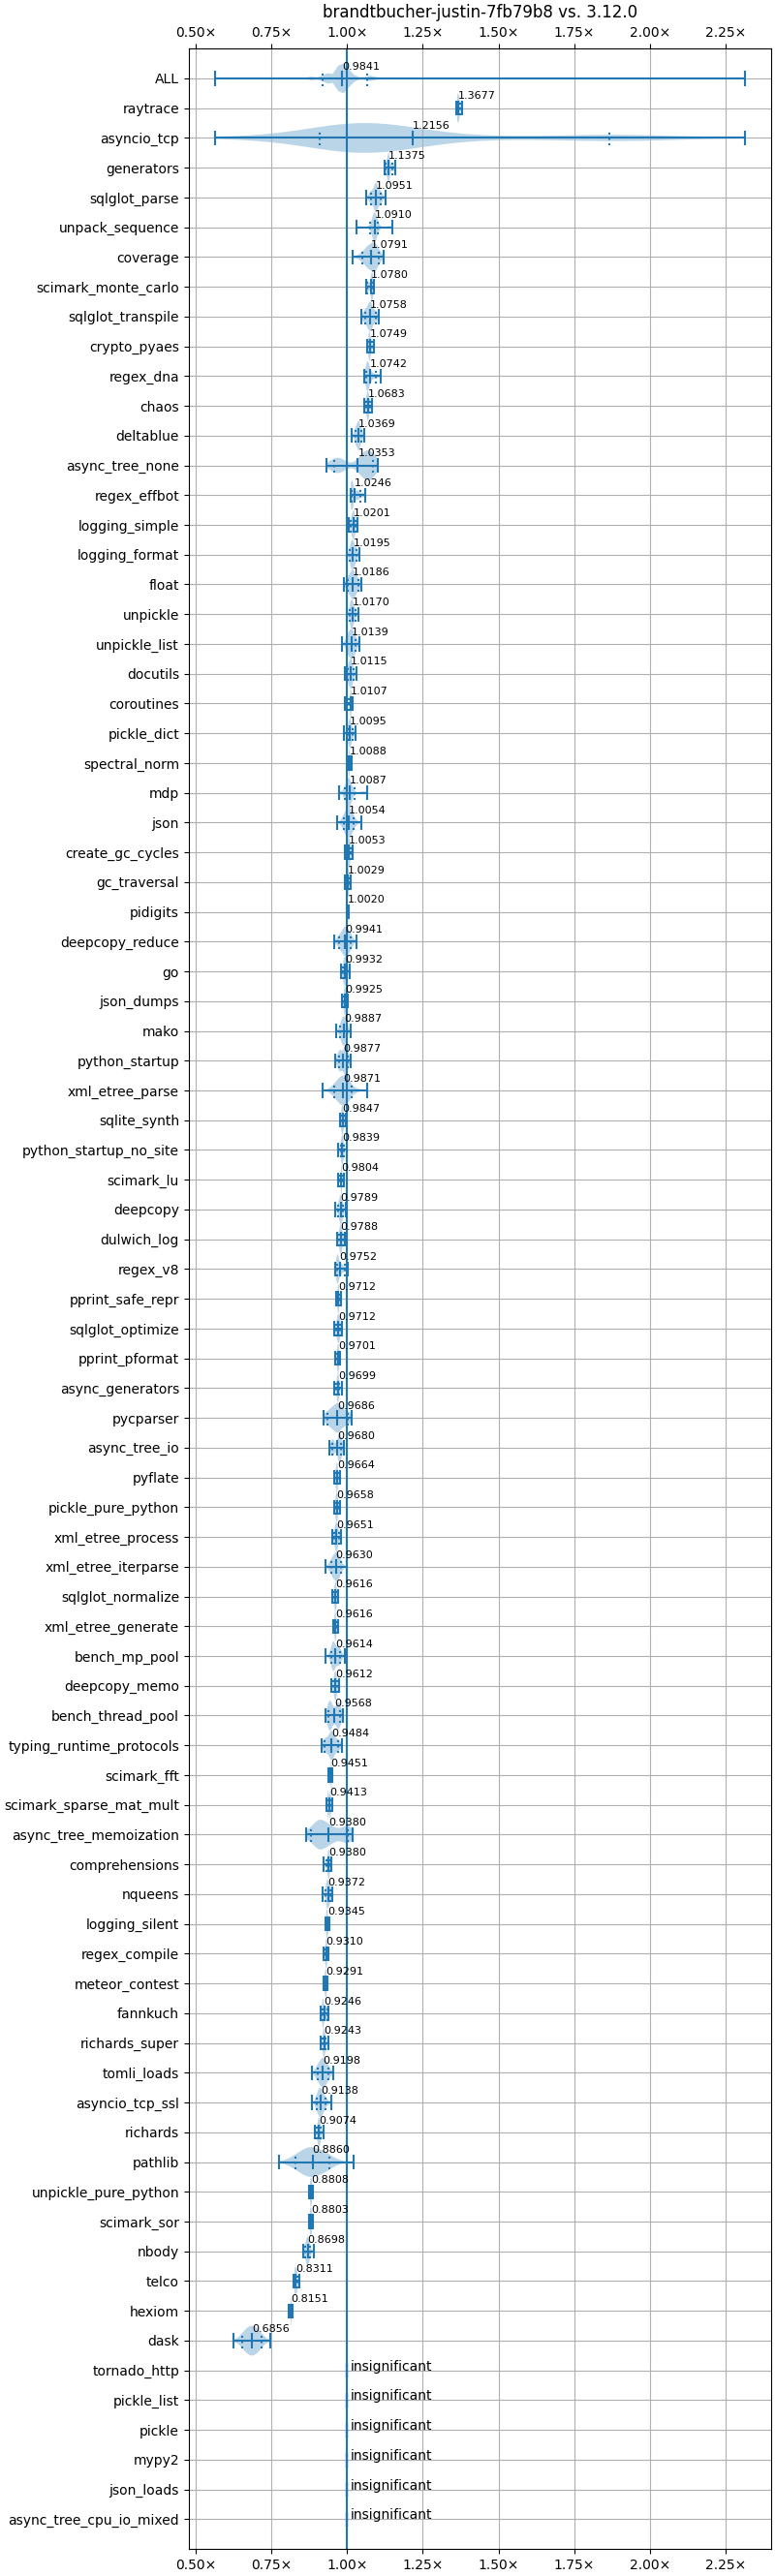 brandtbucher-justin-7fb79b8 vs. 3.12.0
0.50× 0.75× 1.00× 1.25× 1.50× 1.75× 2.00× 2.25×
ALL 0.9841
raytrace 1.3677
asyncio_tcp 1.2156
generators 1.1375
sqlglot_parse 1.0951
unpack_sequence 1.0910
coverage 1.0791
scimark_monte_carlo 1.0780
sqlglot_transpile 1.0758
crypto_pyaes 1.0749
regex_dna 1.0742
chaos 1.0683
deltablue 1.0369
async_tree_none 1.0353
regex_effbot 1.0246
logging_simple 1.0201
logging_format 1.0195
float 1.0186
unpickle 1.0170
unpickle_list 1.0139
docutils 1.0115
coroutines 1.0107
pickle_dict 1.0095
spectral_norm 1.0088
mdp 1.0087
json 1.0054
create_gc_cycles 1.0053
gc_traversal 1.0029
pidigits 1.0020
deepcopy_reduce 0.9941
go 0.9932
json_dumps 0.9925
mako 0.9887
python_startup 0.9877
xml_etree_parse 0.9871
sqlite_synth 0.9847
python_startup_no_site 0.9839
scimark_lu 0.9804
deepcopy 0.9789
dulwich_log 0.9788
regex_v8 0.9752
pprint_safe_repr 0.9712
sqlglot_optimize 0.9712
pprint_pformat 0.9701
async_generators 0.9699
pycparser 0.9686
async_tree_io 0.9680
pyflate 0.9664
pickle_pure_python 0.9658
xml_etree_process 0.9651
xml_etree_iterparse 0.9630
sqlglot_normalize 0.9616
xml_etree_generate 0.9616
bench_mp_pool 0.9614
deepcopy_memo 0.9612
bench_thread_pool 0.9568
typing_runtime_protocols 0.9484
scimark_fft 0.9451
scimark_sparse_mat_mult 0.9413
async_tree_memoization 0.9380
comprehensions 0.9380
nqueens 0.9372
logging_silent 0.9345
regex_compile 0.9310
meteor_contest 0.9291
fannkuch 0.9246
richards_super 0.9243
tomli_loads 0.9198
asyncio_tcp_ssl 0.9138
richards 0.9074
pathlib 0.8860
unpickle_pure_python 0.8808
scimark_sor 0.8803
nbody 0.8698
telco 0.8311
hexiom 0.8151
dask 0.6856
tornado_http insignificant
pickle_list insignificant
pickle insignificant
mypy2 insignificant
json_loads insignificant
async_tree_cpu_io_mixed insignificant
0.50× 0.75× 1.00× 1.25× 1.50× 1.75× 2.00× 2.25×